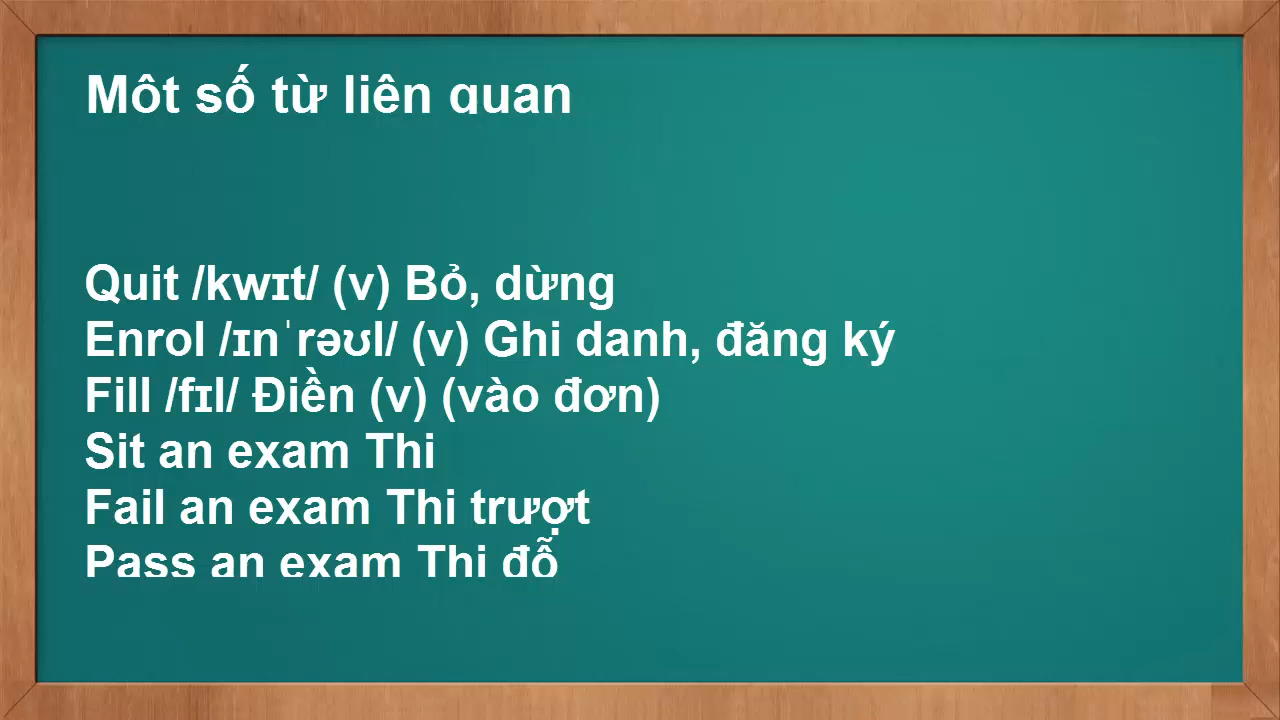 Một số từ liên quan
Quit /kwɪt/ (v) Bỏ, dừng
Enrol /ɪnˈrəʊl/ (v) Ghi danh, đăng ký
Fill /fɪl/ Điền (v) (vào đơn)
Sit an exam Thi
Fail an exam Thi trượt
Pass an exam Thi đỗ